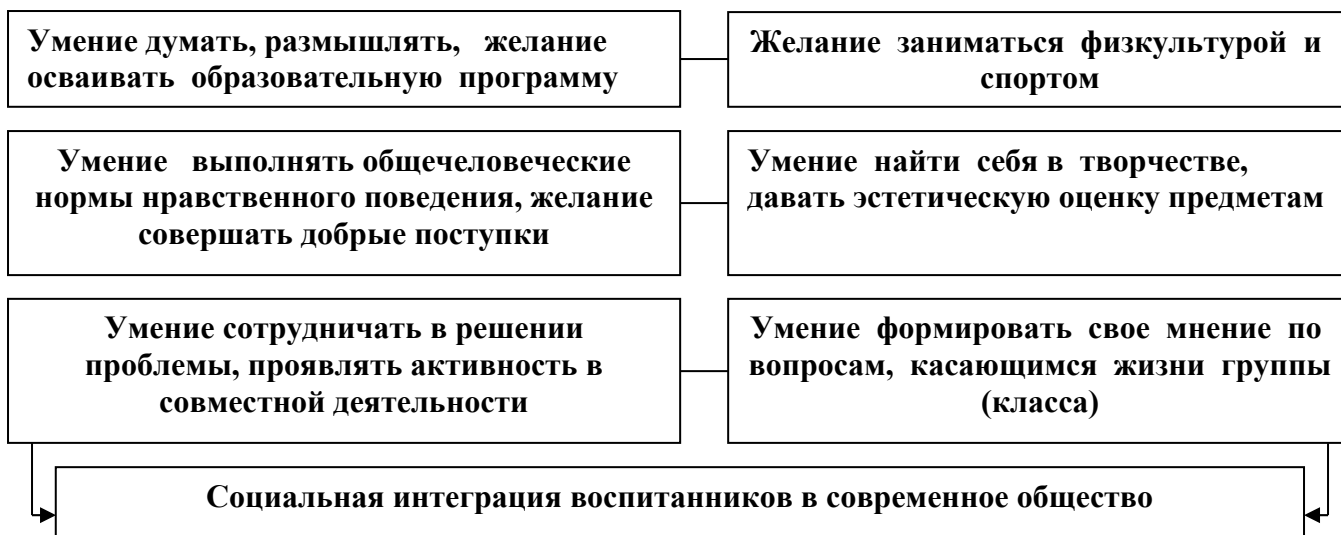 Умение думать, размышлять, желание
осваивать образовательную программу
Желание заниматься физкультурой и
спортом
Умение выполнять общечеловеческие
нормы нравственного поведения, желание
совершать добрые поступки
Умение найти себя в творчестве,
давать эстетическую оценку предметам
Умение сотрудничать в решении
проблемы, проявлять активность в
совместной деятельности
Умение формировать свое мнение по
вопросам, касающимся жизни группы
(класса)
Социальная интеграция воспитанников в современное общество